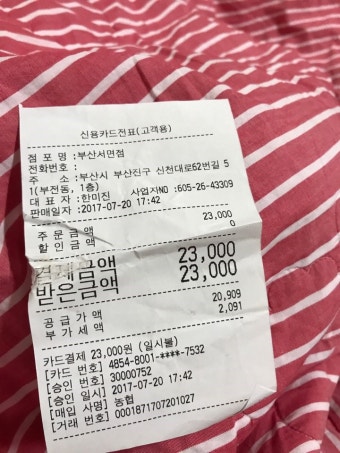 신용카드전표(고객용)
점 포 명 :부산서면점
전화번호 :
주   소 :부산시 부산진구 신천대로62번길 5
1(부전동, 1층)
대 표 자 :한미진 사업자NO :605-26-43309
판매일자 :2017-07-20 17:42
주 문 금 액 23,000
할 인 금 액 0
결제금액 23,000
받은금액 23,000
공 급 가 액 20,909
부 가 세 액 2,091
카드결제 23,000원 (일시불)
[카드 번호] 4854-8001-****-7532
[승인 번호] 30000752
[승인 일시] 2017-07-20 17:42
[매입 사명] 농협
[거래 번호] 0001871707201027